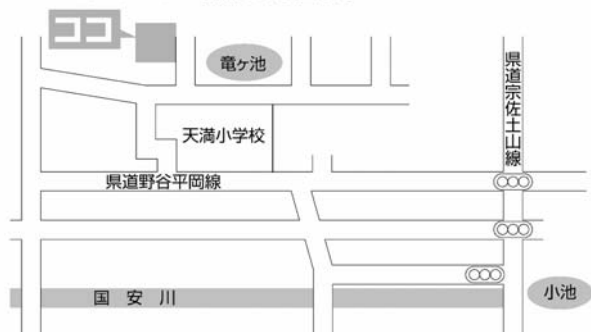 ココ
竜ヶ池
天満小学校
県道宗佐土山線
県道野谷平岡線
国安川
小池